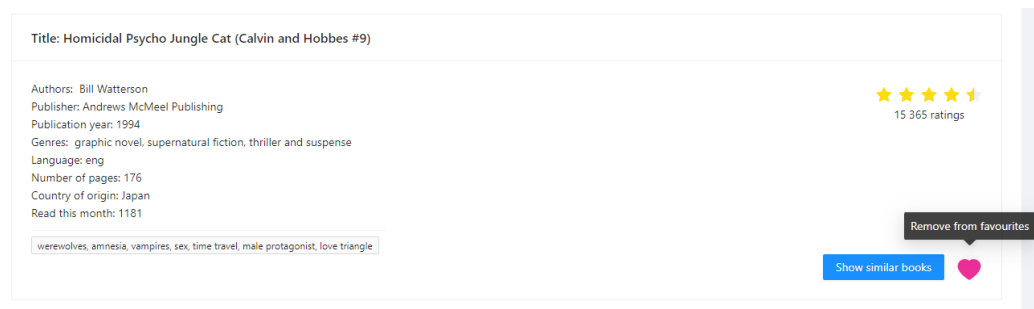 Title: Homicidal Psycho Jungle Cat (Calvin and Hobbes #9)
Authors: Bill Watterson
Publisher: Andrews McMeel Publishing
Publication year: 1994
Genres: graphic novel, supernatural fiction, thriller and suspense
Language: eng
Number of pages: 176
Country of origin: Japan
Read this month: 1181
werewolves, amnesia, vampires, sex, time travel, male protagonist, love triangle
15 365 ratings
Remove from favourites
Show similar books